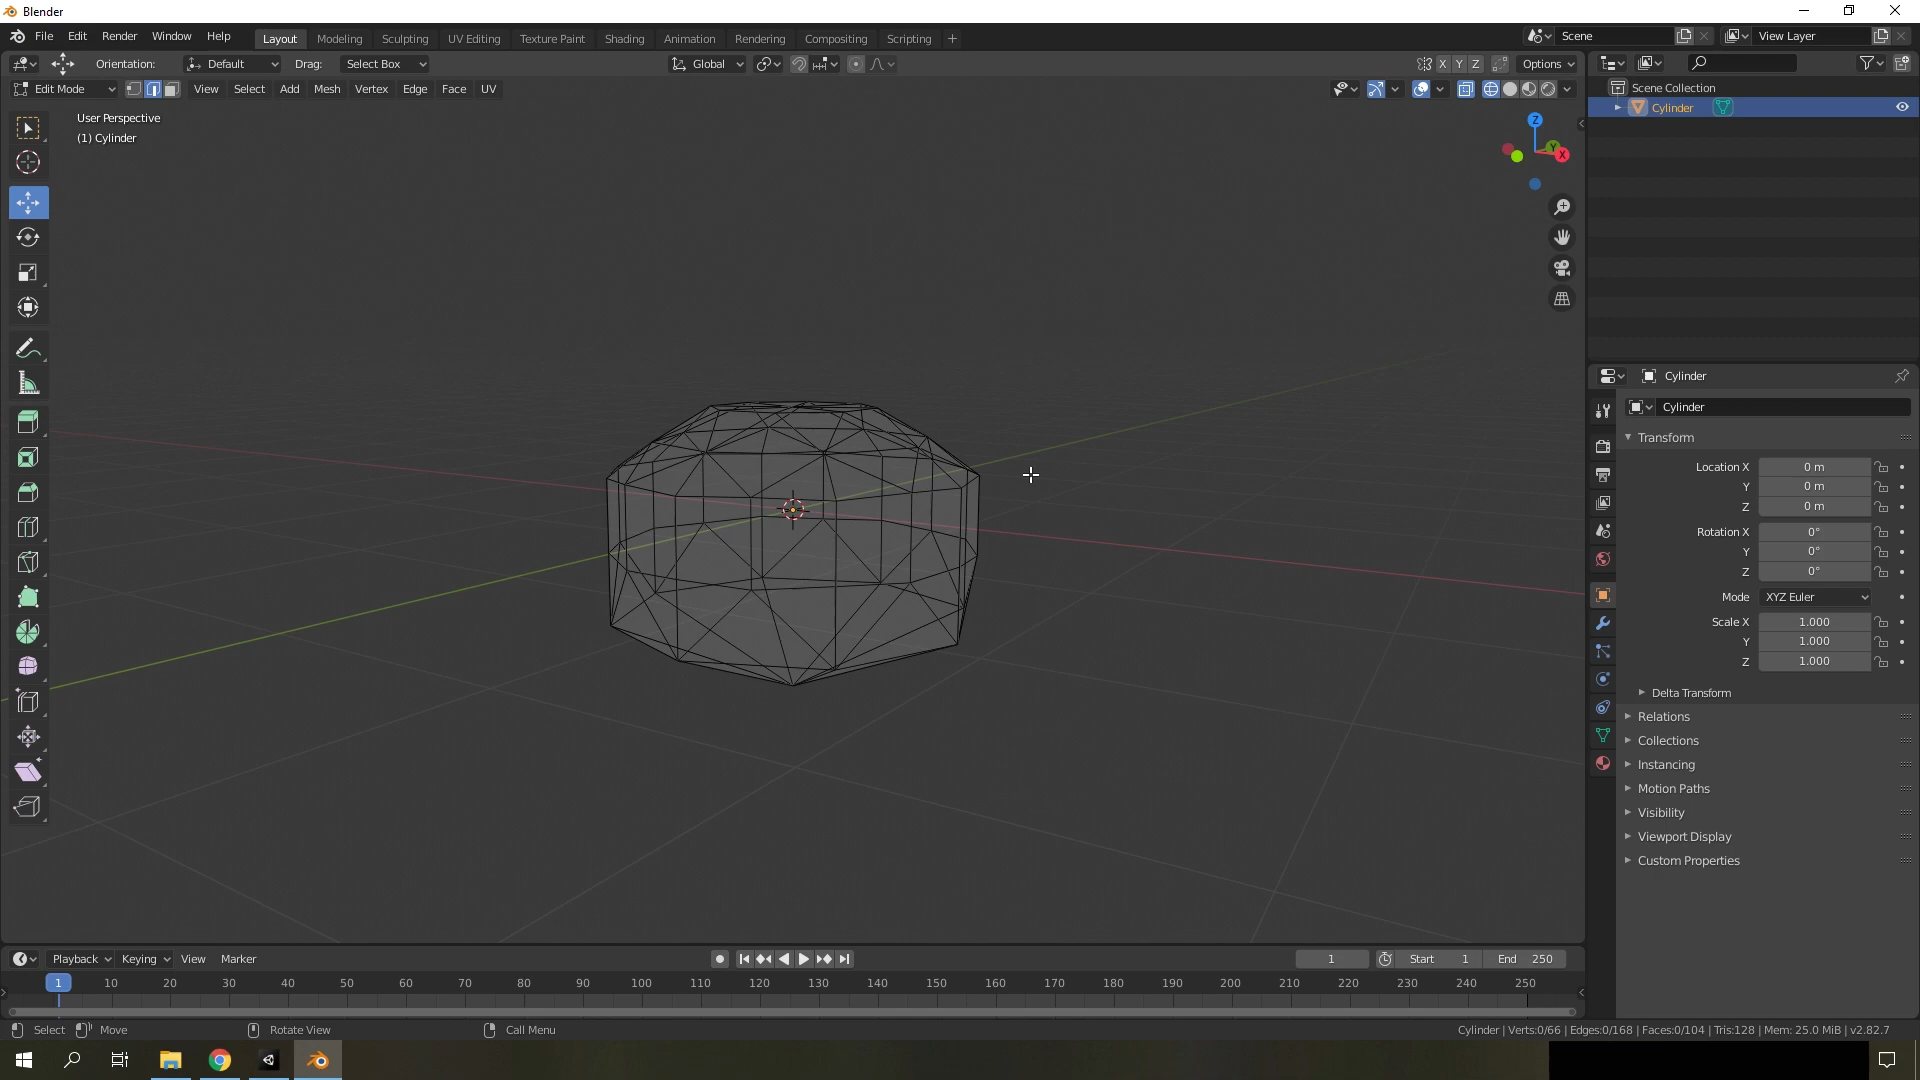 Blender
File Edit Render Window Help Layout Modeling Sculpting UV Editing Texture Paint Shading Animation Rendering Compositing Scripting + Scene View Layer
Orientation: Default Drag: Select Box Global X Y Z Options
Edit Mode View Select Add Mesh Vertex Edge Face UV
Scene Collection
Cylinder
User Perspective
(1) Cylinder
Z
Y
X
Cylinder
Cylinder
Transform
Location X 0 m
Y 0 m
Z 0 m
Rotation X 0°
Y 0°
Z 0°
Mode XYZ Euler
Scale X 1.000
Y 1.000
Z 1.000
Delta Transform
Relations
Collections
Instancing
Motion Paths
Visibility
Viewport Display
Custom Properties
Playback Keying View Marker 1 Start 1 End 250
1 10 20 30 40 50 60 70 80 90 100 110 120 130 140 150 160 170 180 190 200 210 220 230 240 250
Select Move Rotate View Call Menu Cylinder | Verts:0/66 | Edges:0/168 | Faces:0/104 | Tris:128 | Mem: 25.0 MiB | v2.82.7